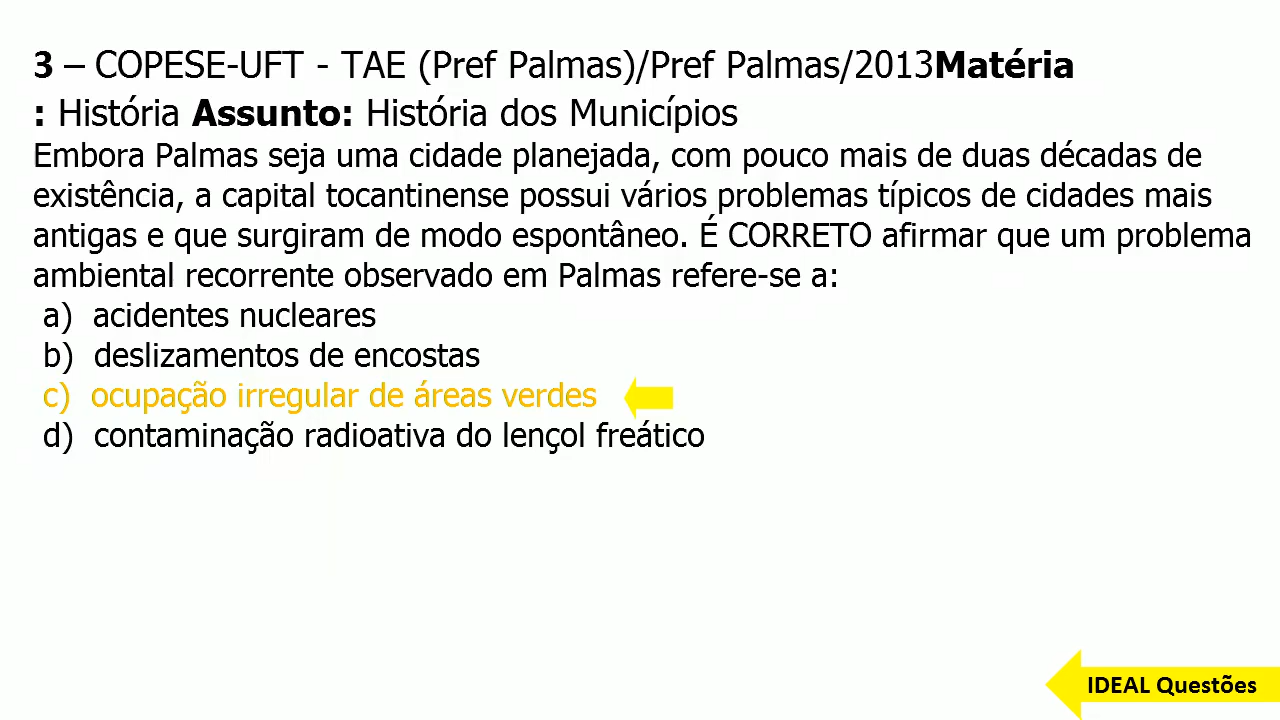 3 – COPESE-UFT - TAE (Pref Palmas)/Pref Palmas/2013Matéria
: História Assunto: História dos Municípios
Embora Palmas seja uma cidade planejada, com pouco mais de duas décadas de
existência, a capital tocantinense possui vários problemas típicos de cidades mais
antigas e que surgiram de modo espontâneo. É CORRETO afirmar que um problema
ambiental recorrente observado em Palmas refere-se a:
a) acidentes nucleares
b) deslizamentos de encostas
c) ocupação irregular de áreas verdes
d) contaminação radioativa do lençol freático
IDEAL Questões